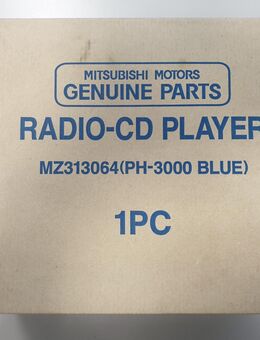 MITSUBISHI MOTORS
GENUINE PARTS
RADIO-CD PLAYER
MZ313064(PH-3000 BLUE)
1PC